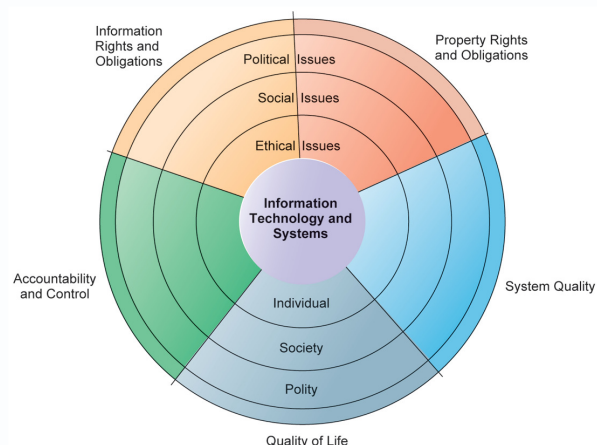 Information
Rights and
Obligations
Property Rights
and Obligations
Political Issues
Social Issues
Ethical Issues
Information
Technology and
Systems
Accountability
and Control
System Quality
Individual
Society
Polity
Quality of Life